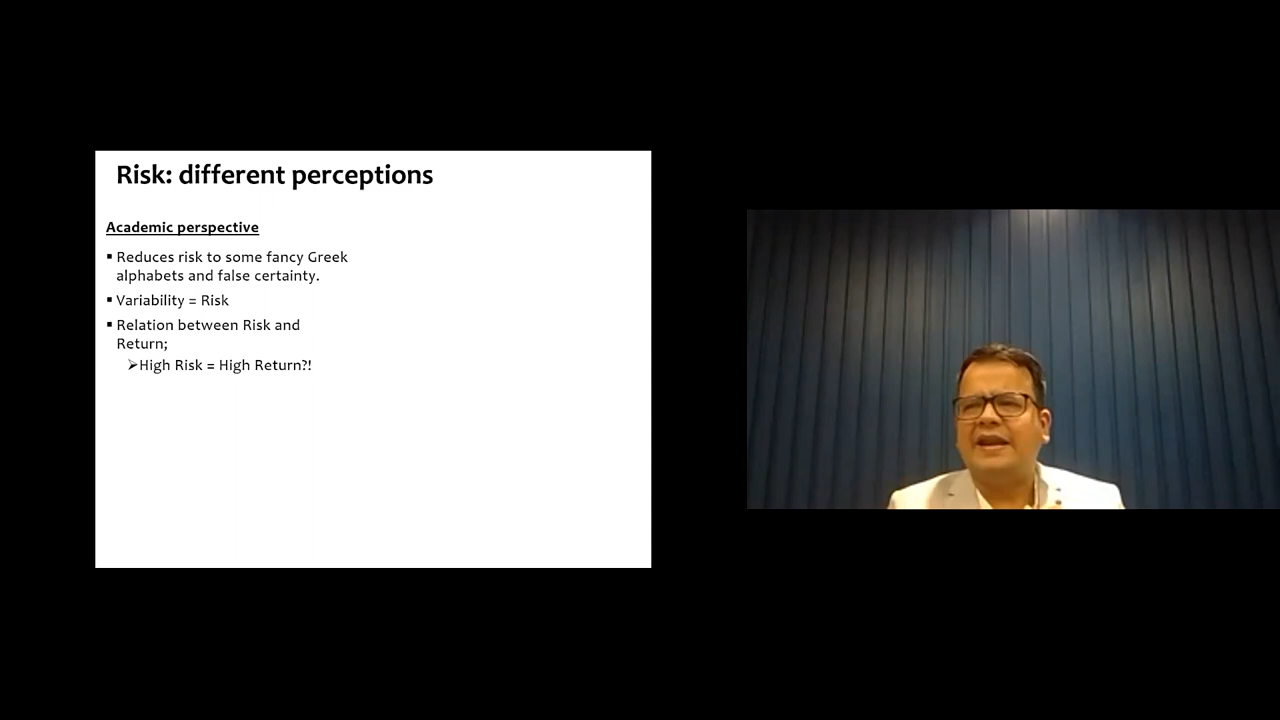 Risk: different perceptions
Academic perspective
▪ Reduces risk to some fancy Greek
alphabets and false certainty.
▪ Variability = Risk
▪ Relation between Risk and
Return;
➢High Risk = High Return?!